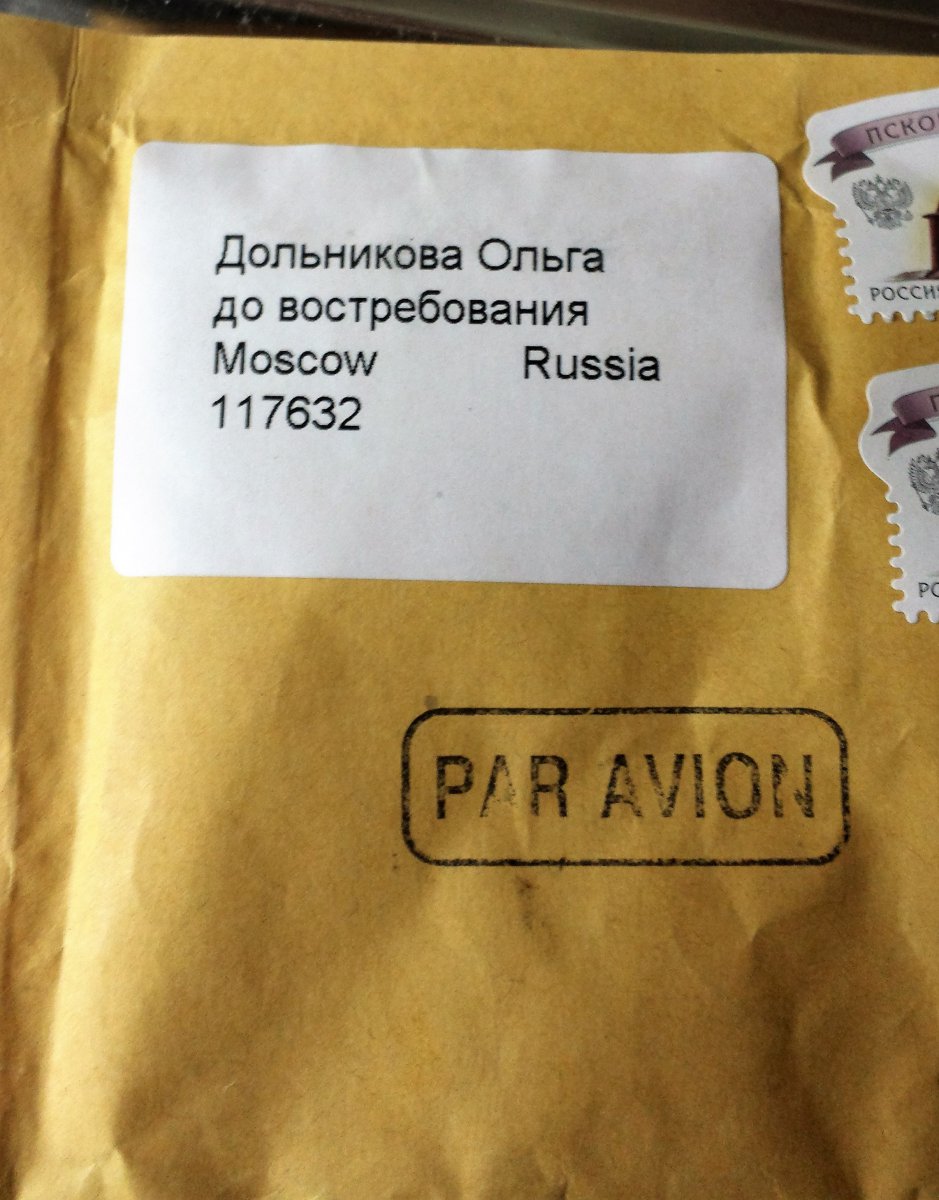 Дольникова Ольга
до востребования
Moscow Russia
117632
PAR AVION